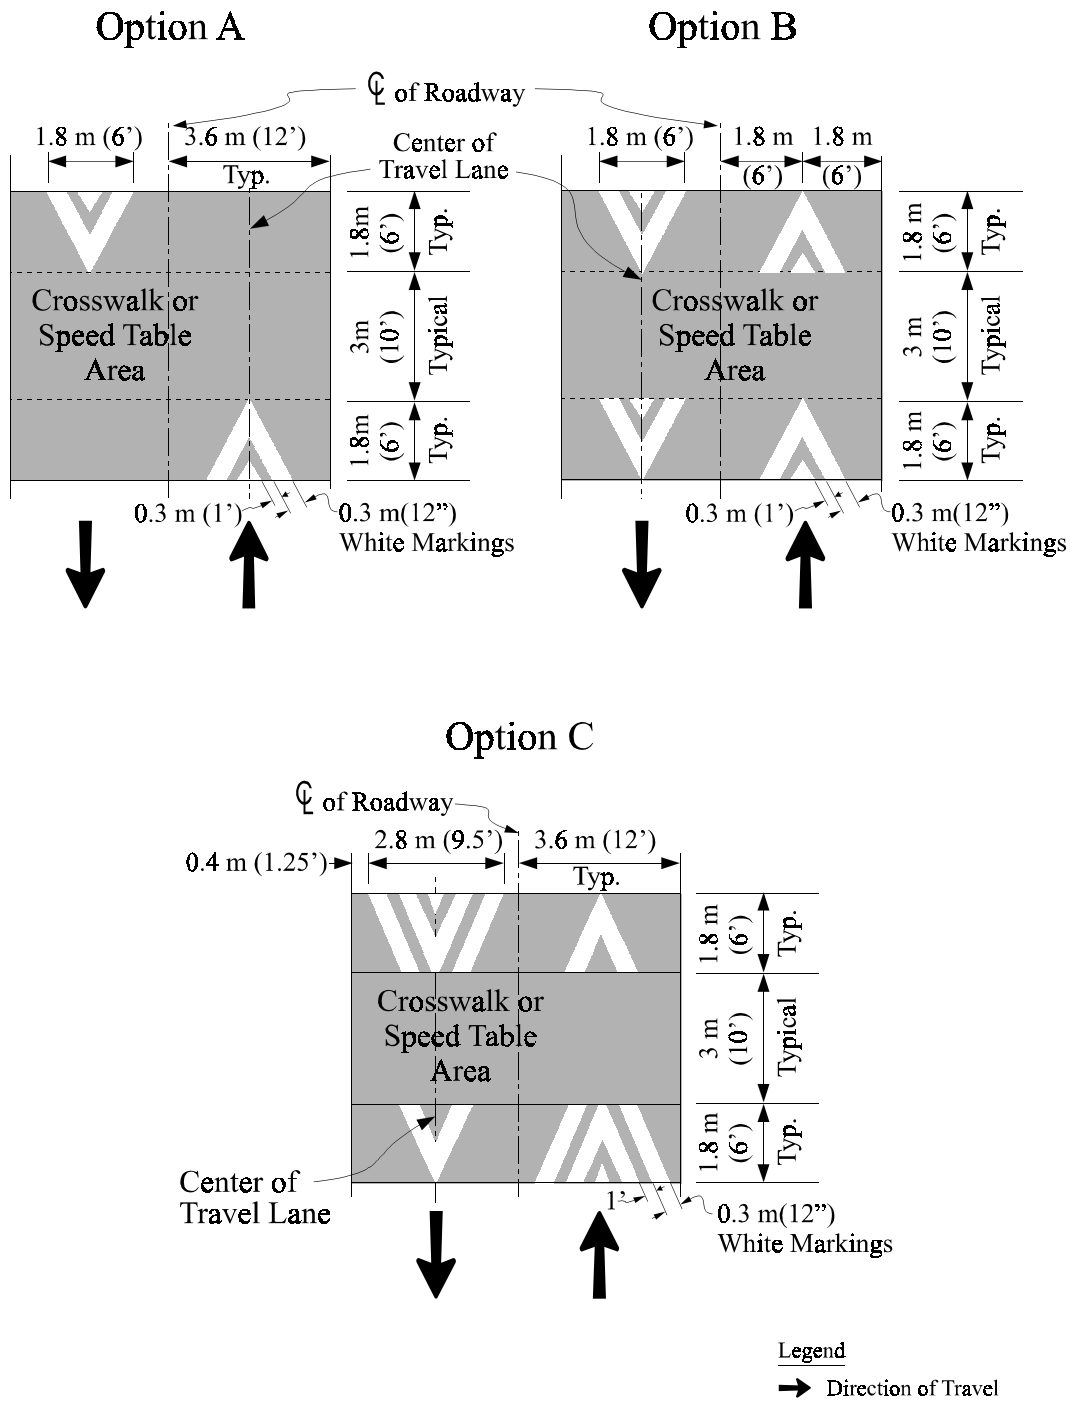 Option A
Option B
℄ of Roadway
1.8 m (6’)
3.6 m (12’)
Typ.
Center of
Travel Lane
1.8 m (6’)
1.8 m
(6’)
1.8 m
(6’)
1.8m
(6’)
Typ.
3m
(10’)
Typical
1.8m
(6’)
Typ.
Crosswalk or
Speed Table
Area
1.8 m
(6’)
Typ.
3 m
(10’)
Typical
1.8 m
(6’)
Typ.
Crosswalk or
Speed Table
Area
0.3 m (1’)
0.3 m(12”)
White Markings
0.3 m (1’)
0.3 m(12”)
White Markings
Option C
℄ of Roadway
0.4 m (1.25’)
2.8 m (9.5’)
3.6 m (12’)
Typ.
1.8 m
(6’)
Typ.
Crosswalk or
Speed Table
Area
3 m
(10’)
Typical
1.8 m
(6’)
Typ.
Center of
Travel Lane
1’
0.3 m(12”)
White Markings
Legend
Direction of Travel